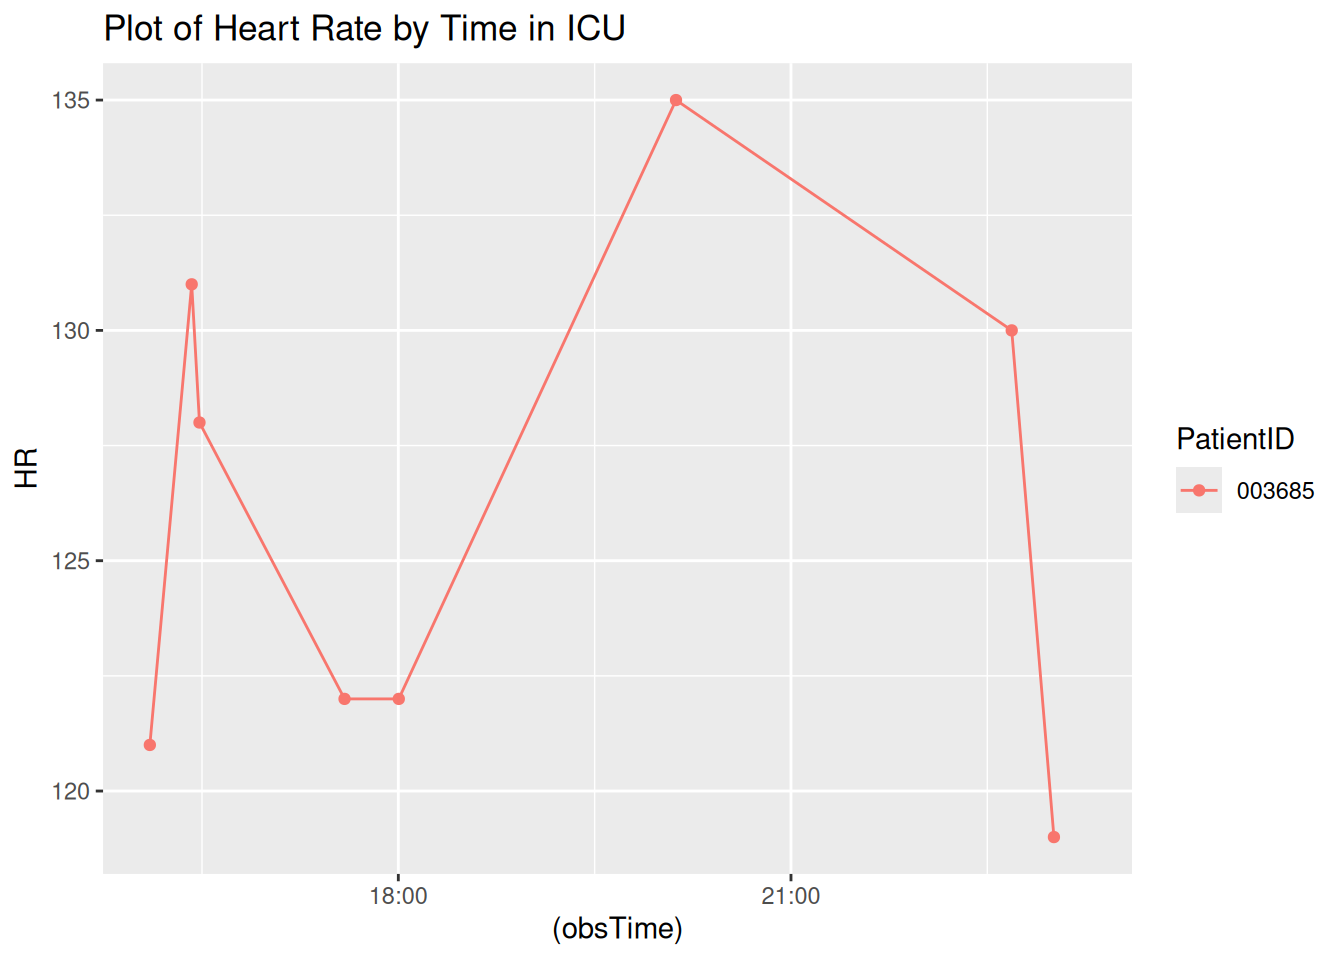 Plot of Heart Rate by Time in ICU
135
130
125
120
HR
18:00
21:00
(obsTime)
PatientID
003685